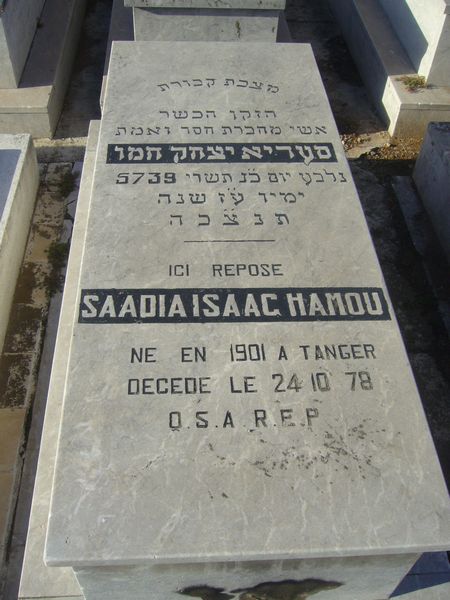 מצבת קבורת
הזקן הכשר
אשי מחברת חסד ואמת
סעדיא יצחק חמו
נלבע יום כ̈ג תשרי 5739
ימיו ע̈ז שנה
ת נ צ ב ה
ICI REPOSE
SAADIA ISAAC HAMOU
NE EN 1901 A TANGER
DECEDE LE 24 10 78
O.S.A R.E.P